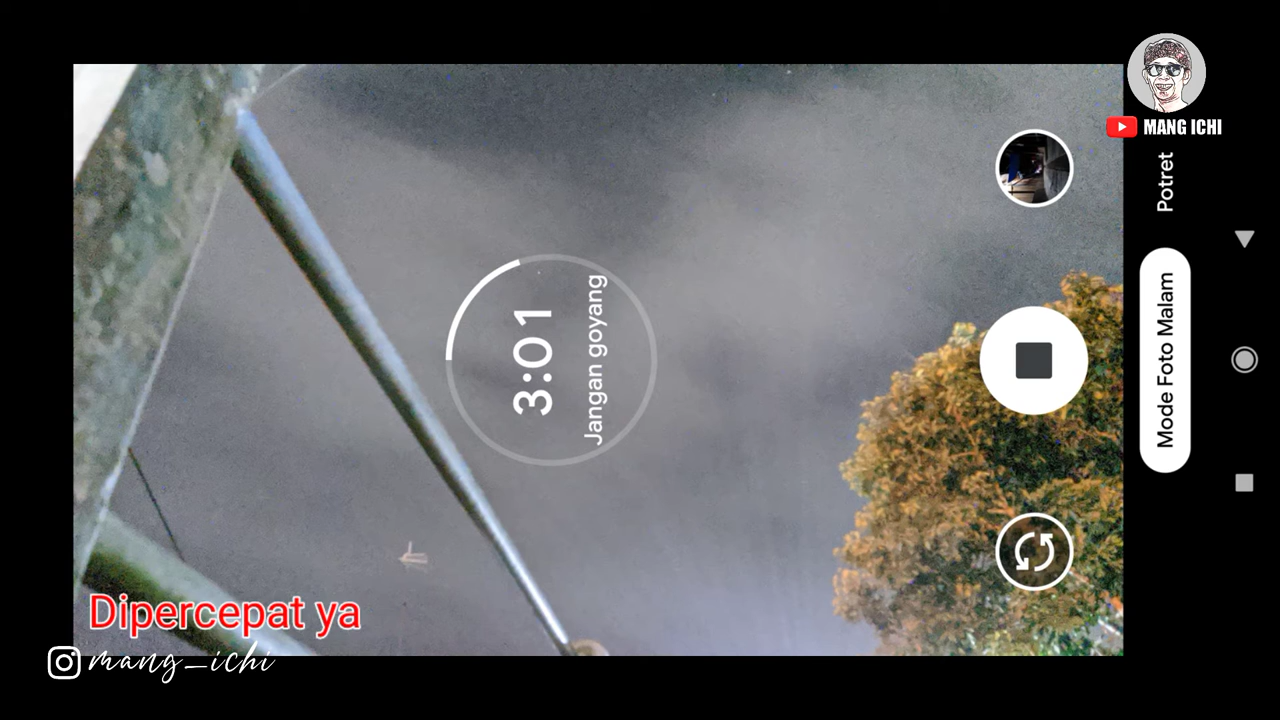 MANG ICHI
Potret
Mode Foto Malam
3:01
Jangan goyang
Dipercepat ya
mang_ichi